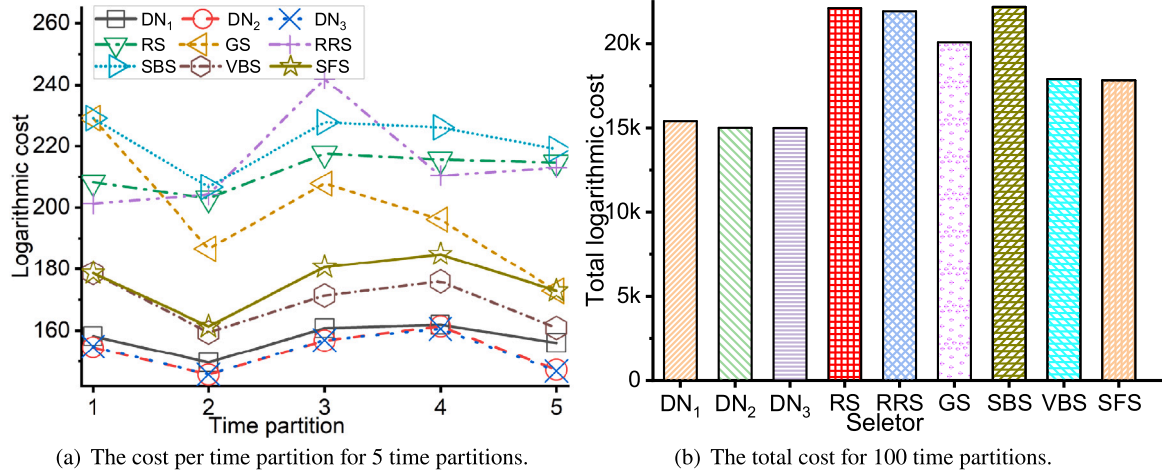 260
240
220
200
180
160
Logarithmic cost
DN₁ DN₂ DN₃
RS GS RRS
SBS VBS SFS
1 2 3 4 5
Time partition
(a) The cost per time partition for 5 time partitions.
20k
15k
10k
5k
0
Total logarithmic cost
DN₁ DN₂ DN₃ RS RRS GS SBS VBS SFS
Seletor
(b) The total cost for 100 time partitions.